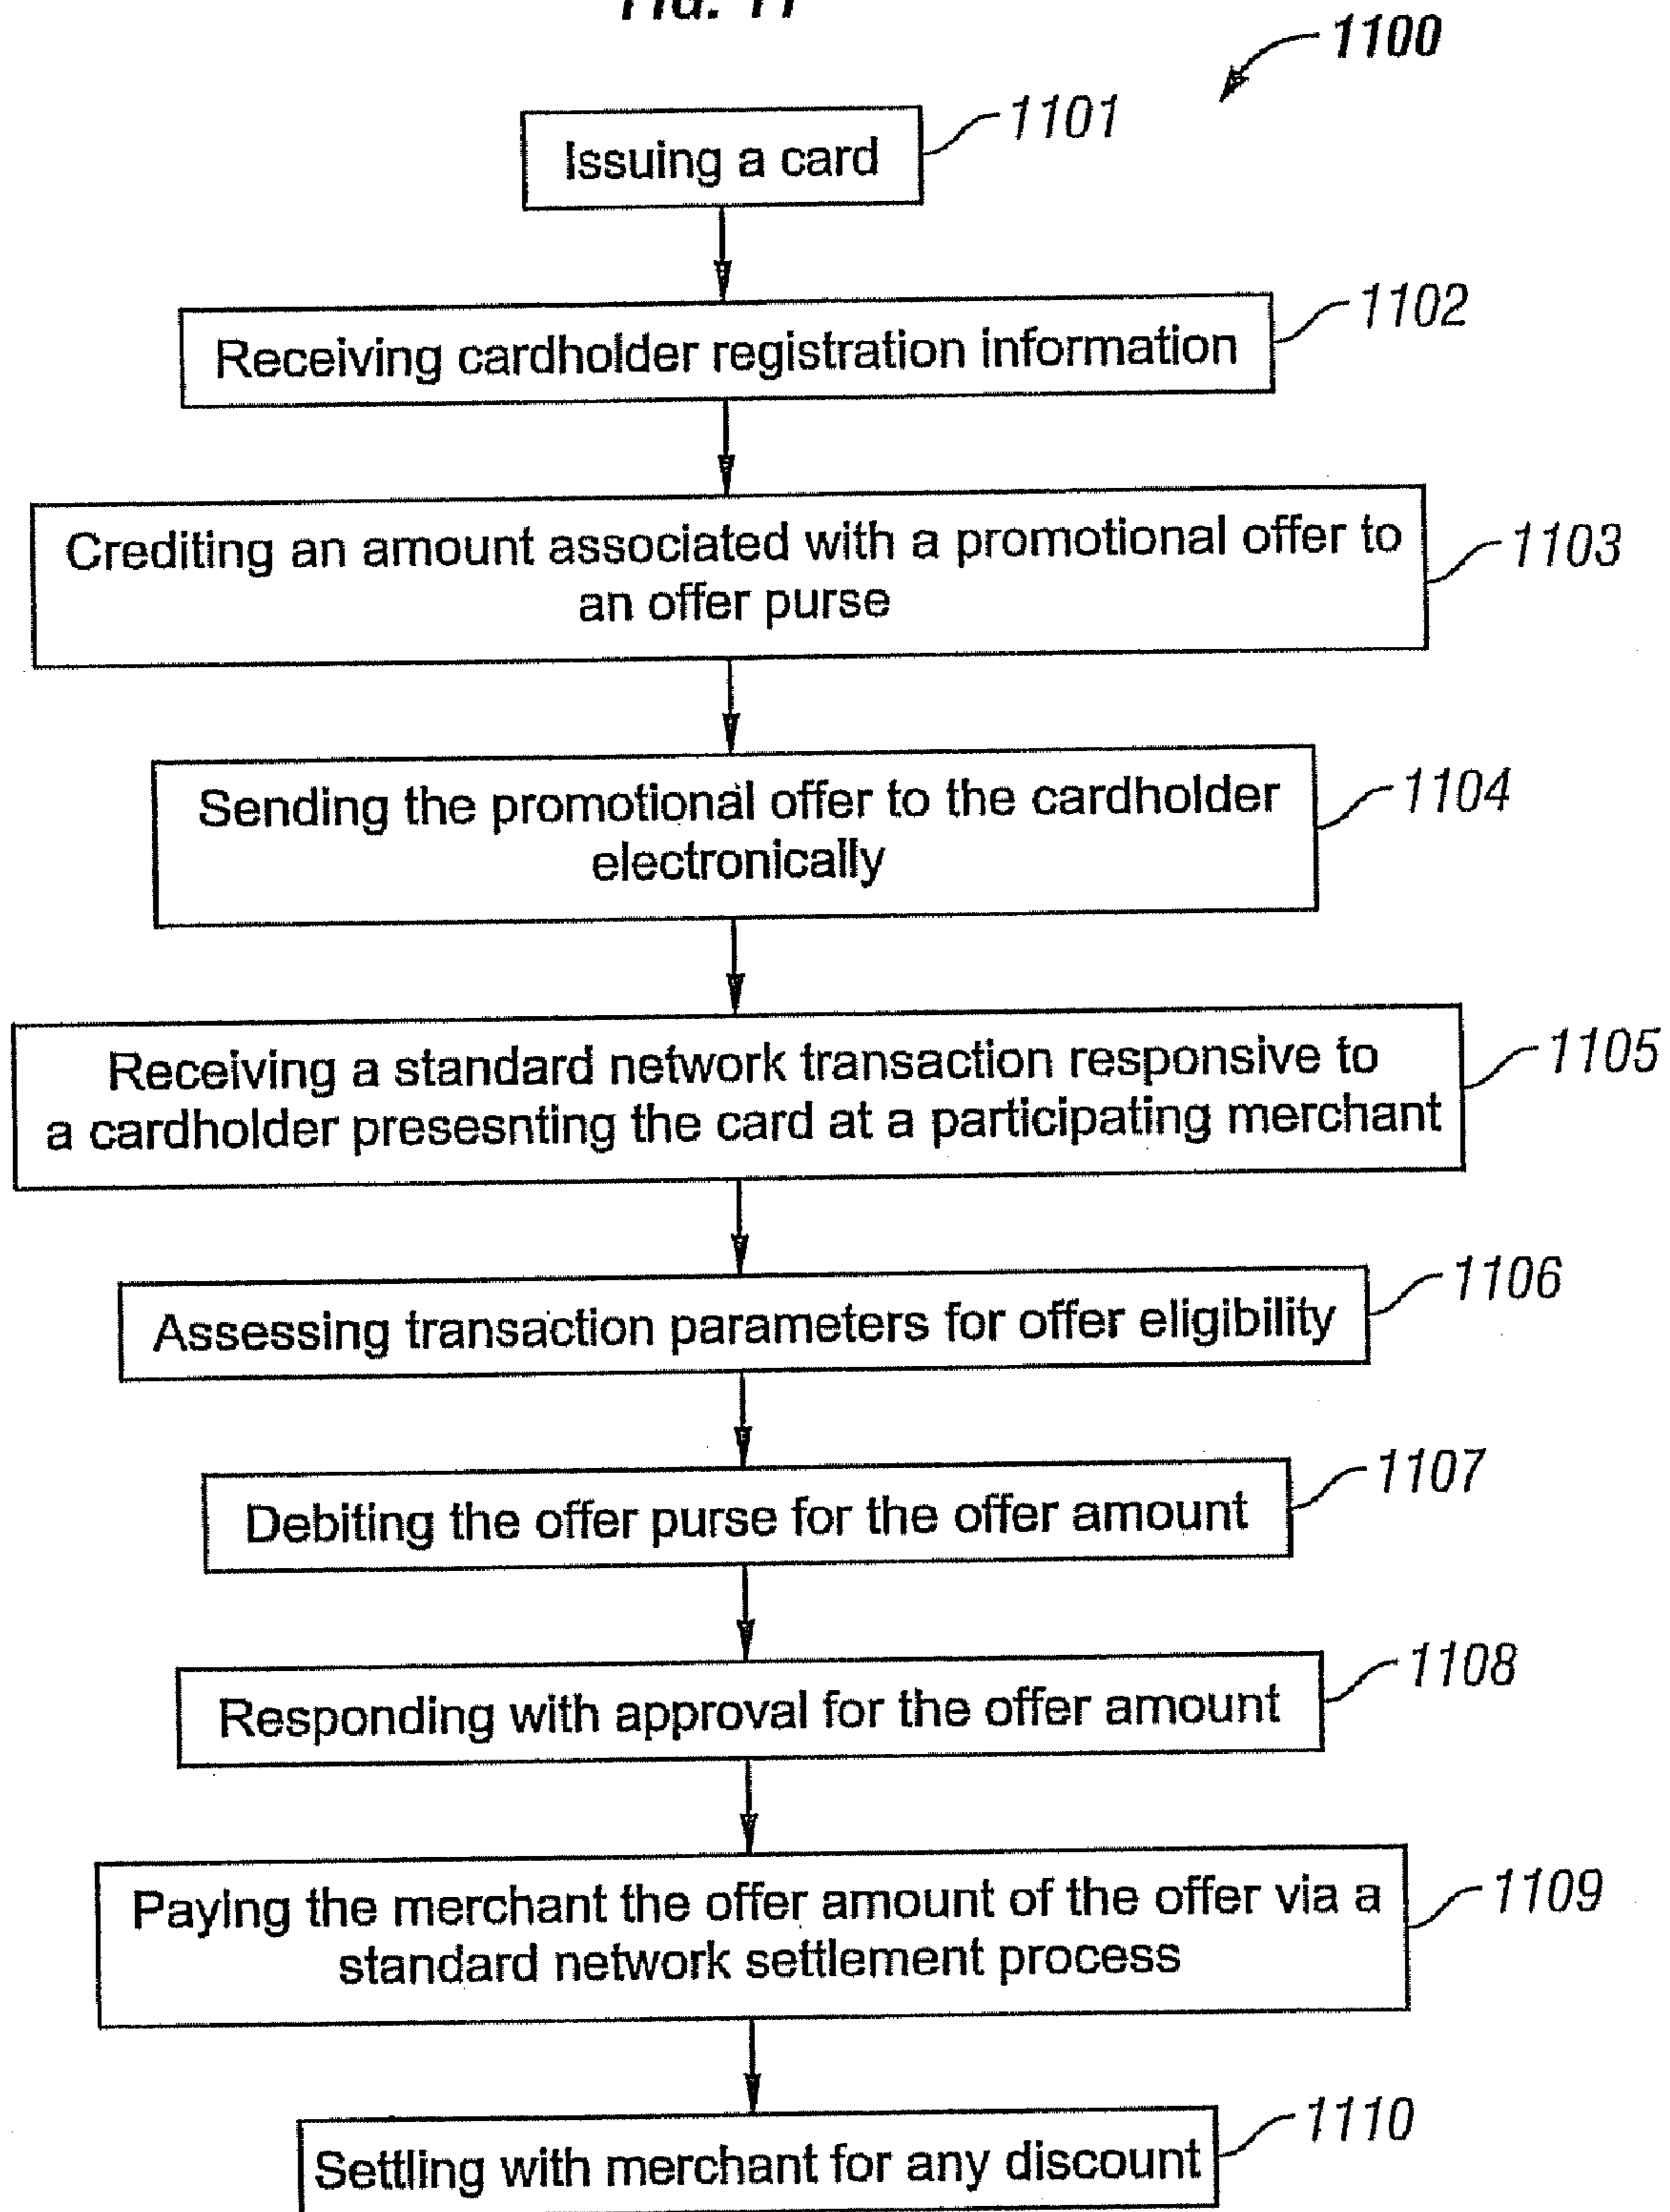 FIG. 11
1100
Issuing a card
1101
Receiving cardholder registration information
1102
Crediting an amount associated with a promotional offer to
an offer purse
1103
Sending the promotional offer to the cardholder
electronically
1104
Receiving a standard network transaction responsive to
a cardholder presesnting the card at a participating merchant
1105
Assessing transaction parameters for offer eligibility
1106
Debiting the offer purse for the offer amount
1107
Responding with approval for the offer amount
1108
Paying the merchant the offer amount of the offer via a
standard network settlement process
1109
Settling with merchant for any discount
1110